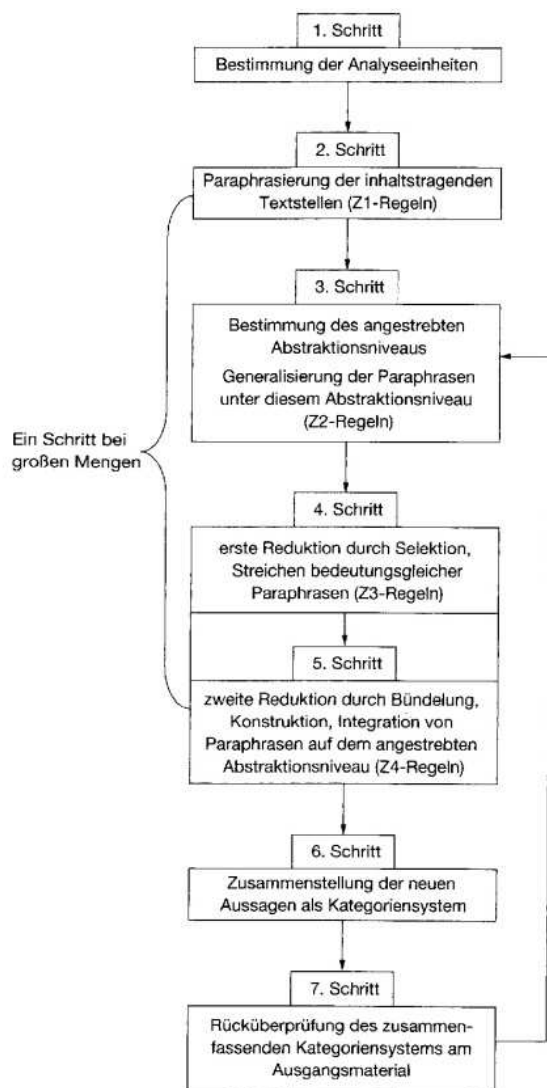 1. Schritt
Bestimmung der Analyseeinheiten
2. Schritt
Paraphrasierung der inhaltstragenden
Textstellen (Z1-Regeln)
3. Schritt
Bestimmung des angestrebten
Abstraktionsniveaus
Generalisierung der Paraphrasen
unter diesem Abstraktionsniveau
(Z2-Regeln)
Ein Schritt bei
großen Mengen
4. Schritt
erste Reduktion durch Selektion,
Streichen bedeutungsgleicher
Paraphrasen (Z3-Regeln)
5. Schritt
zweite Reduktion durch Bündelung,
Konstruktion, Integration von
Paraphrasen auf dem angestrebten
Abstraktionsniveau (Z4-Regeln)
6. Schritt
Zusammenstellung der neuen
Aussagen als Kategoriensystem
7. Schritt
Rücküberprüfung des zusammen-
fassenden Kategoriensystems am
Ausgangsmaterial